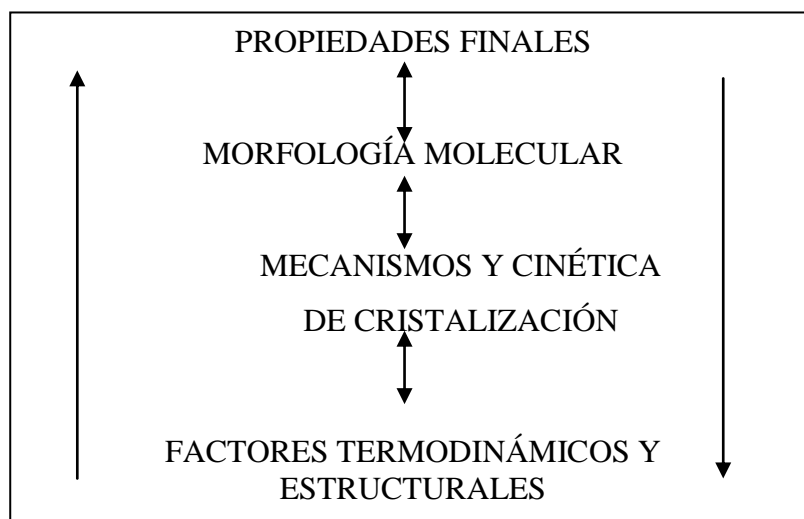 PROPIEDADES FINALES
MORFOLOGÍA MOLECULAR
MECANISMOS Y CINÉTICA
DE CRISTALIZACIÓN
FACTORES TERMODINÁMICOS Y
ESTRUCTURALES